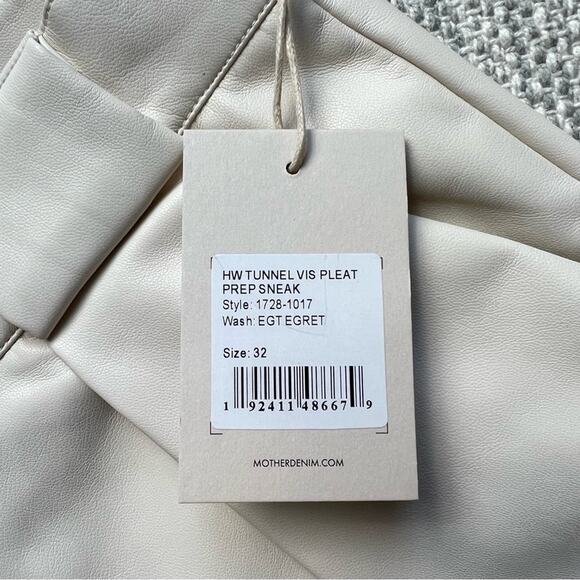 HW TUNNEL VIS PLEAT
PREP SNEAK
Style: 1728-1017
Wash: EGT EGRET
Size: 32
1 92411 48667 9
MOTHERDENIM.COM